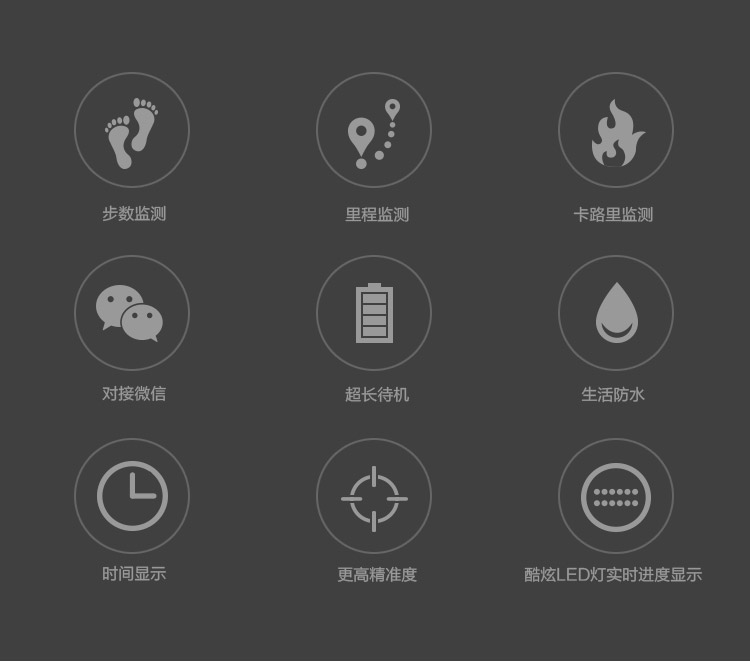 步数监测
里程监测
卡路里监测
对接微信
超长待机
生活防水
时间显示
更高精准度
酷炫LED灯实时进度显示